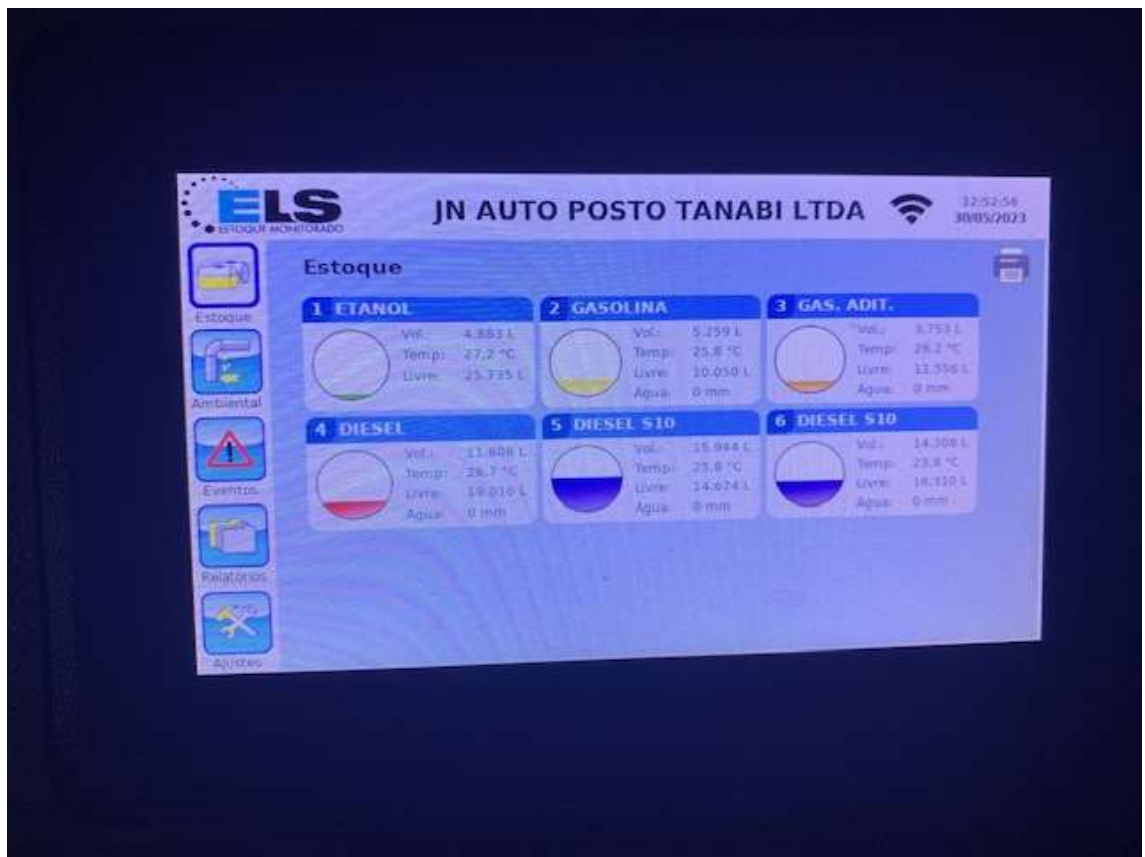 ELS
ESTOQUE MONITORADO
JN AUTO POSTO TANABI LTDA
12:52:56
30/05/2023
Estoque
Estoque
Ambiental
Eventos
Relatórios
Ajustes
1 ETANOL
Vol.: 4.883 L
Temp: 27,2 °C
Livre: 25.735 L
2 GASOLINA
Vol.: 5.259 L
Temp: 25,8 °C
Livre: 10.050 L
Água: 0 mm
3 GAS. ADIT.
Vol.: 3.753 L
Temp: 26,2 °C
Livre: 11.556 L
Água: 0 mm
4 DIESEL
Vol.: 11.608 L
Temp: 26,7 °C
Livre: 19.010 L
Água: 0 mm
5 DIESEL S10
Vol.: 15.944 L
Temp: 25,8 °C
Livre: 14.674 L
Água: 0 mm
6 DIESEL S10
Vol.: 14.308 L
Temp: 23,8 °C
Livre: 16.310 L
Água: 0 mm